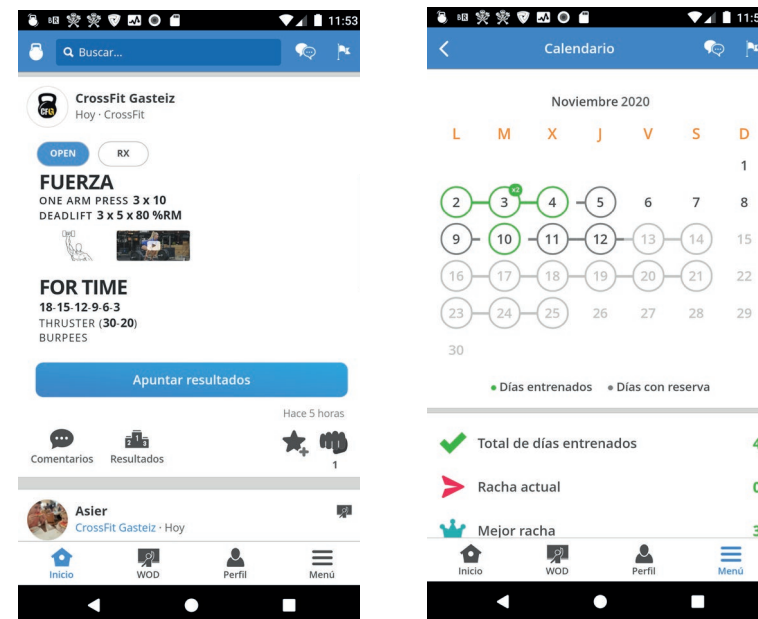 11:53
Buscar...
CrossFit Gasteiz
Hoy · CrossFit
OPEN
RX
FUERZA
ONE ARM PRESS 3 x 10
DEADLIFT 3 x 5 x 80 %RM
FOR TIME
18-15-12-9-6-3
THRUSTER (30-20)
BURPEES
Apuntar resultados
Hace 5 horas
Comentarios
Resultados
1
Asier
CrossFit Gasteiz · Hoy
Inicio
WOD
Perfil
Menú
Calendario
Noviembre 2020
L M X J V S D
1
2 3 x2 4 5 6 7 8
9 10 11 12 13 14 15
16 17 18 19 20 21 22
23 24 25 26 27 28 29
30
Días entrenados
Días con reserva
Total de días entrenados 4
Racha actual
Mejor racha
Inicio
WOD
Perfil
Menú